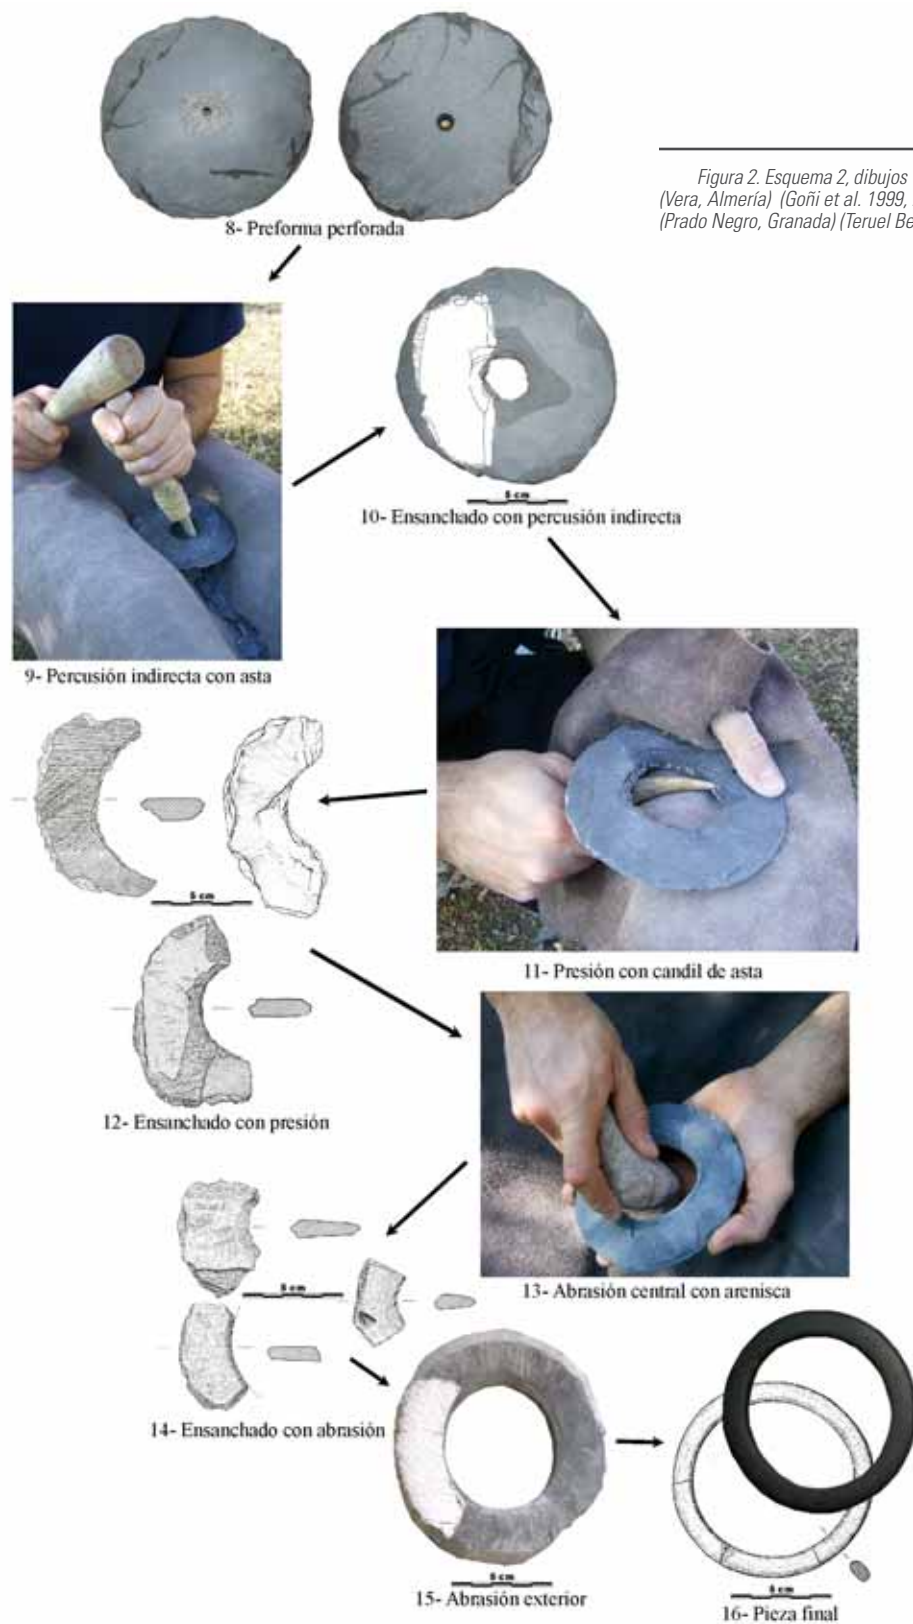 8- Preforma perforada
Figura 2. Esquema 2, dibujos
(Vera, Almería) (Goñi et al. 1999,
(Prado Negro, Granada) (Teruel Be
5 cm
10- Ensanchado con percusión indirecta
9- Percusión indirecta con asta
5 cm
11- Presión con candil de asta
12- Ensanchado con presión
5 cm
13- Abrasión central con arenisca
14- Ensanchado con abrasión
5 cm
15- Abrasión exterior
5 cm
16- Pieza final